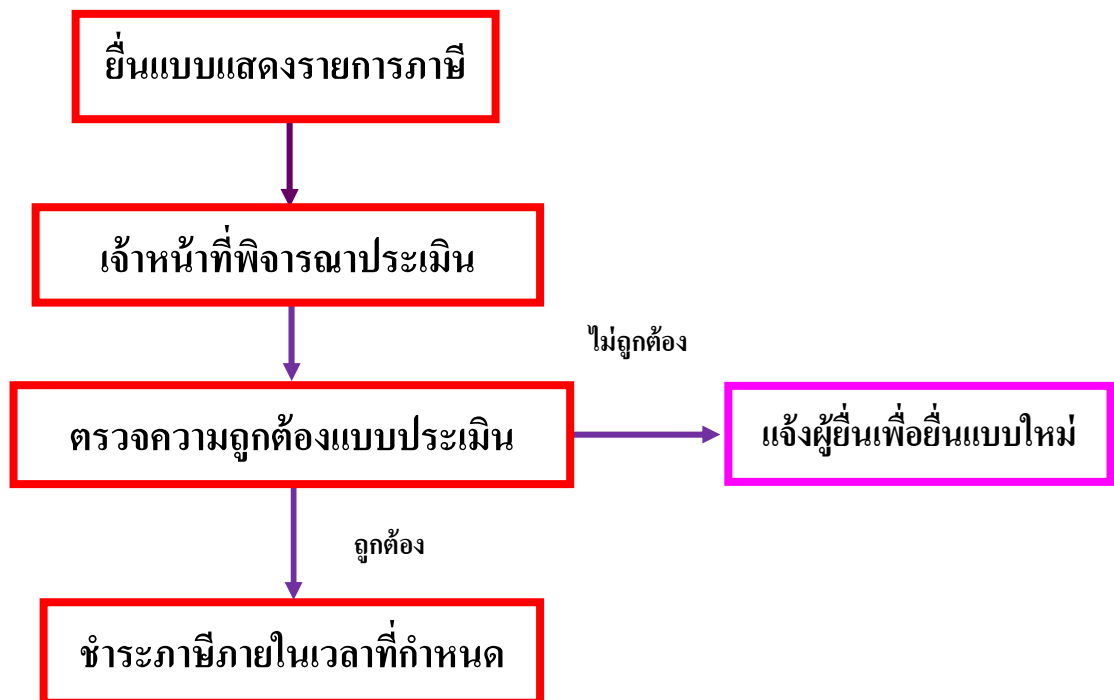 ยื่นแบบแสดงรายการภาษี
เจ้าหน้าที่พิจารณาประเมิน
ไม่ถูกต้อง
ตรวจความถูกต้องแบบประเมิน
แจ้งผู้ยื่นเพื่อยื่นแบบใหม่
ถูกต้อง
ชำระภาษีภายในเวลาที่กำหนด